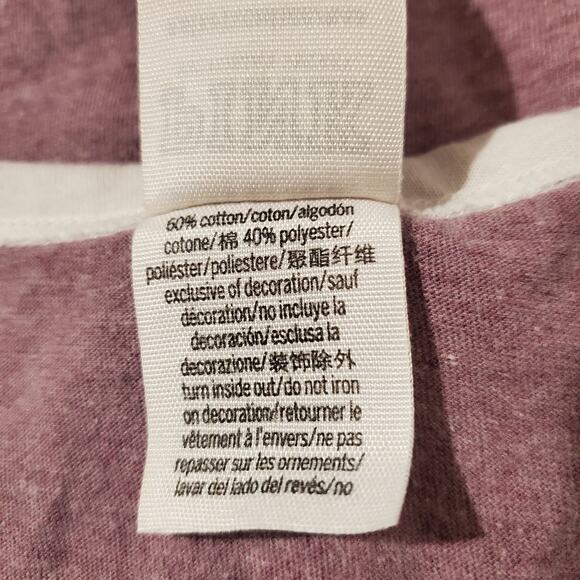 60% cotton/coton/algodón
cotone/棉 40% polyester/
poliéster/poliestere/聚酯纤维
exclusive of decoration/sauf
décoration/no incluye la
decoración/esclusa la
decorazione/装饰除外
turn inside out/do not iron
on decoration/retourner le
vêtement à l'envers/ne pas
repasser sur les ornements/
lavar del lado del revés/no